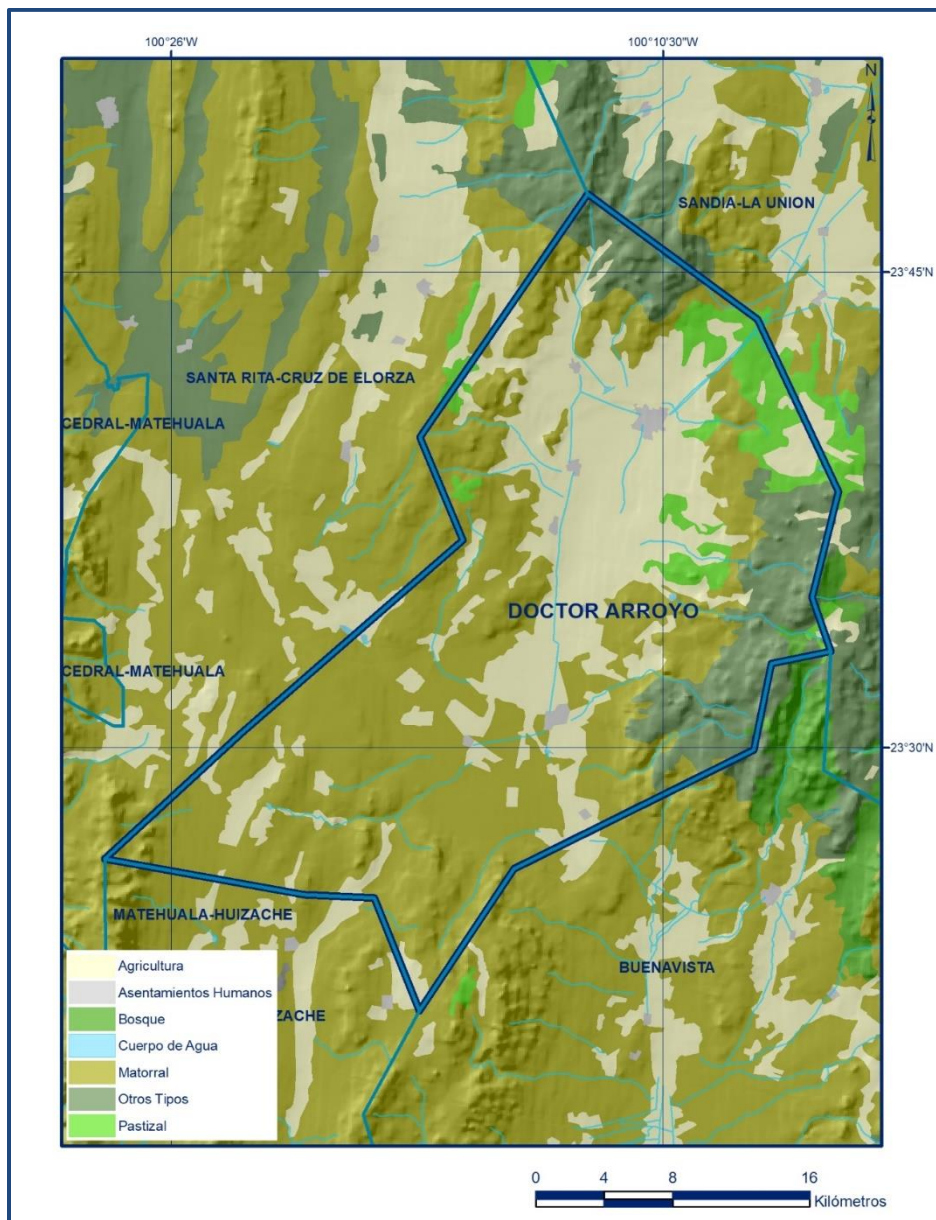 100°26'W
100°10'30"W
N
SANDIA-LA UNION
23°45'N
SANTA RITA-CRUZ DE ELORZA
CEDRAL-MATEHUALA
DOCTOR ARROYO
CEDRAL-MATEHUALA
23°30'N
MATEHUALA-HUIZACHE
BUENAVISTA
ZACHE
Agricultura
Asentamientos Humanos
Bosque
Cuerpo de Agua
Matorral
Otros Tipos
Pastizal
0 4 8 16
Kilómetros